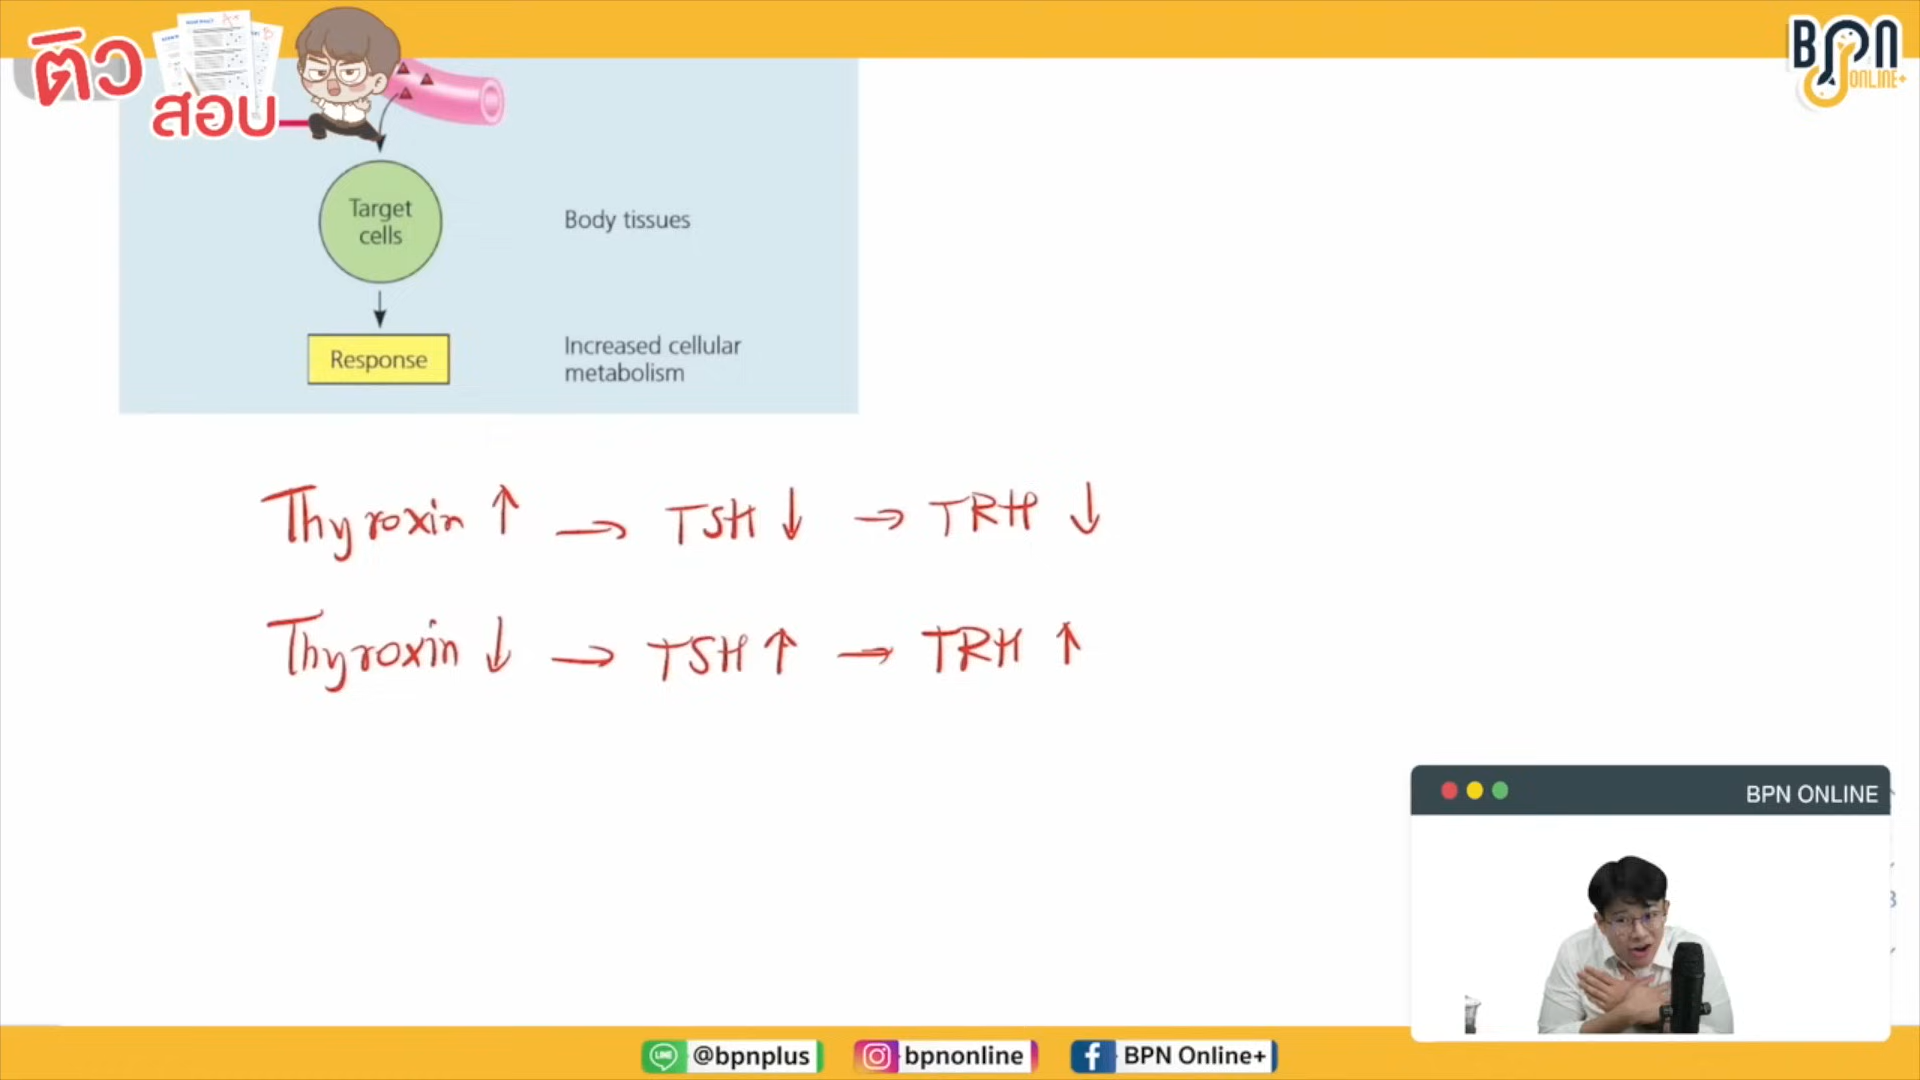 ติว
สอบ
BPN
ONLINE+
Target
cells
Body tissues
Response
Increased cellular
metabolism
Thyroxin ↑ → TSH ↓ → TRH ↓
Thyroxin ↓ → TSH ↑ → TRH ↑
BPN ONLINE
LINE
@bpnplus
bpnonline
BPN Online+